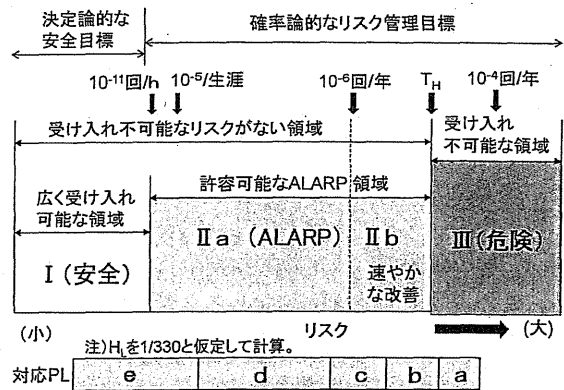 決定論的な
安全目標
確率論的なリスク管理目標
10⁻¹¹回/h
10⁻⁵/生涯
10⁻⁶回/年
T_H
10⁻⁴回/年
受け入れ不可能なリスクがない領域
受け入れ
不可能な領域
広く受け入れ
可能な領域
許容可能なALARP領域
Ⅰ(安全)
Ⅱa(ALARP)
Ⅱb
速やか
な改善
Ⅲ(危険)
(小)
リスク
(大)
注)H_Lを1/330と仮定して計算。
対応PL
e
d
c
b
a